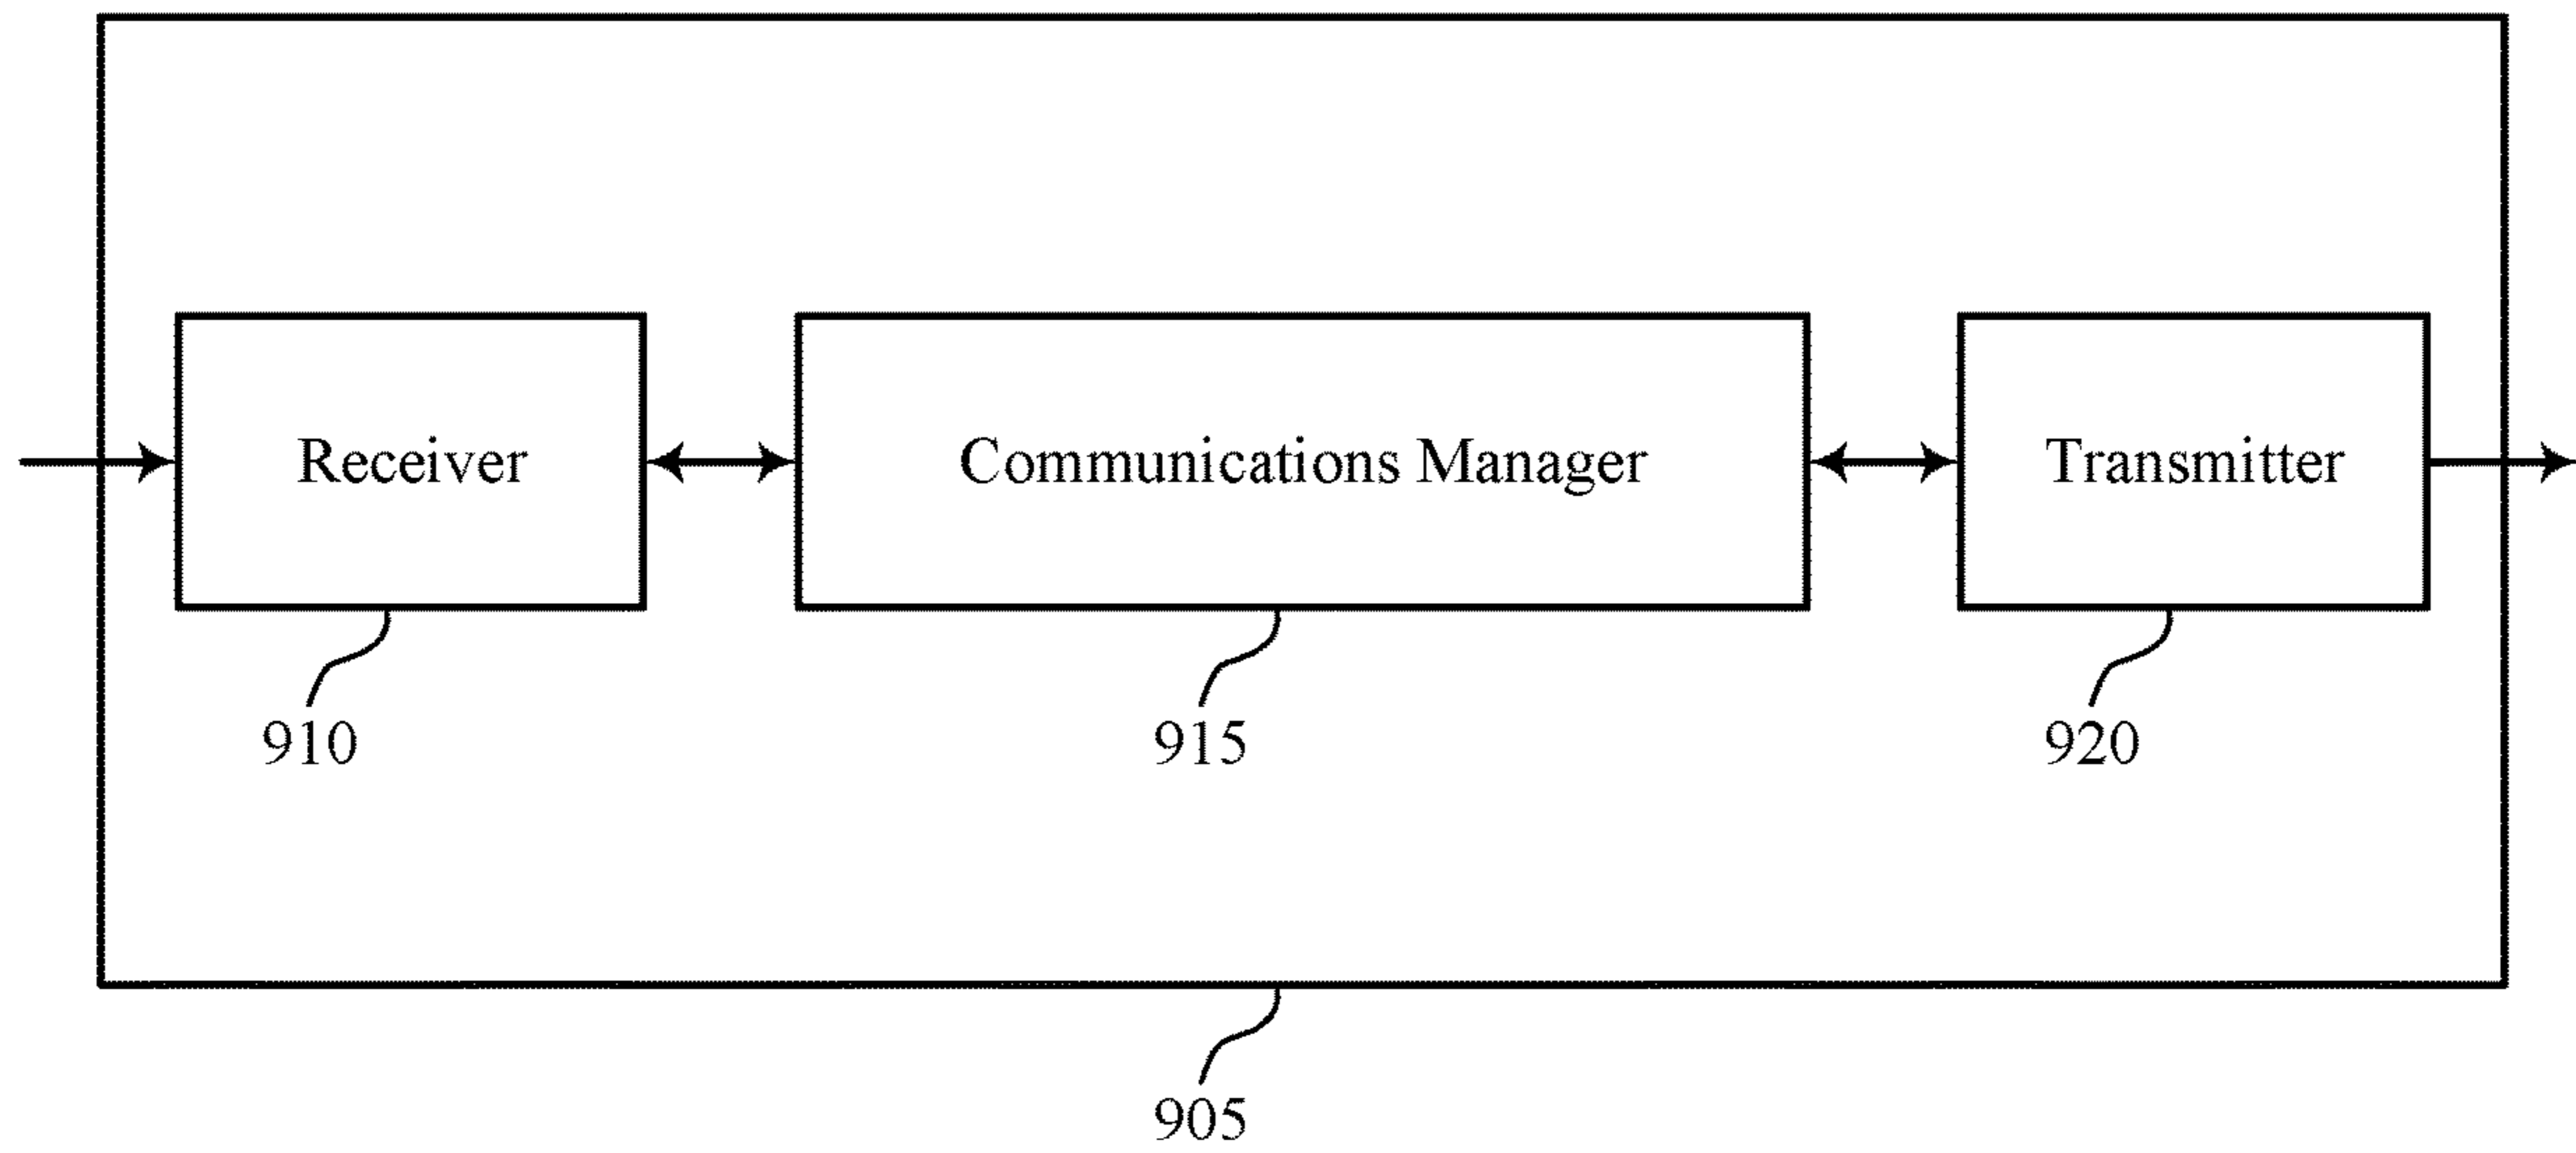 Receiver
Communications Manager
Transmitter
910
915
920
905